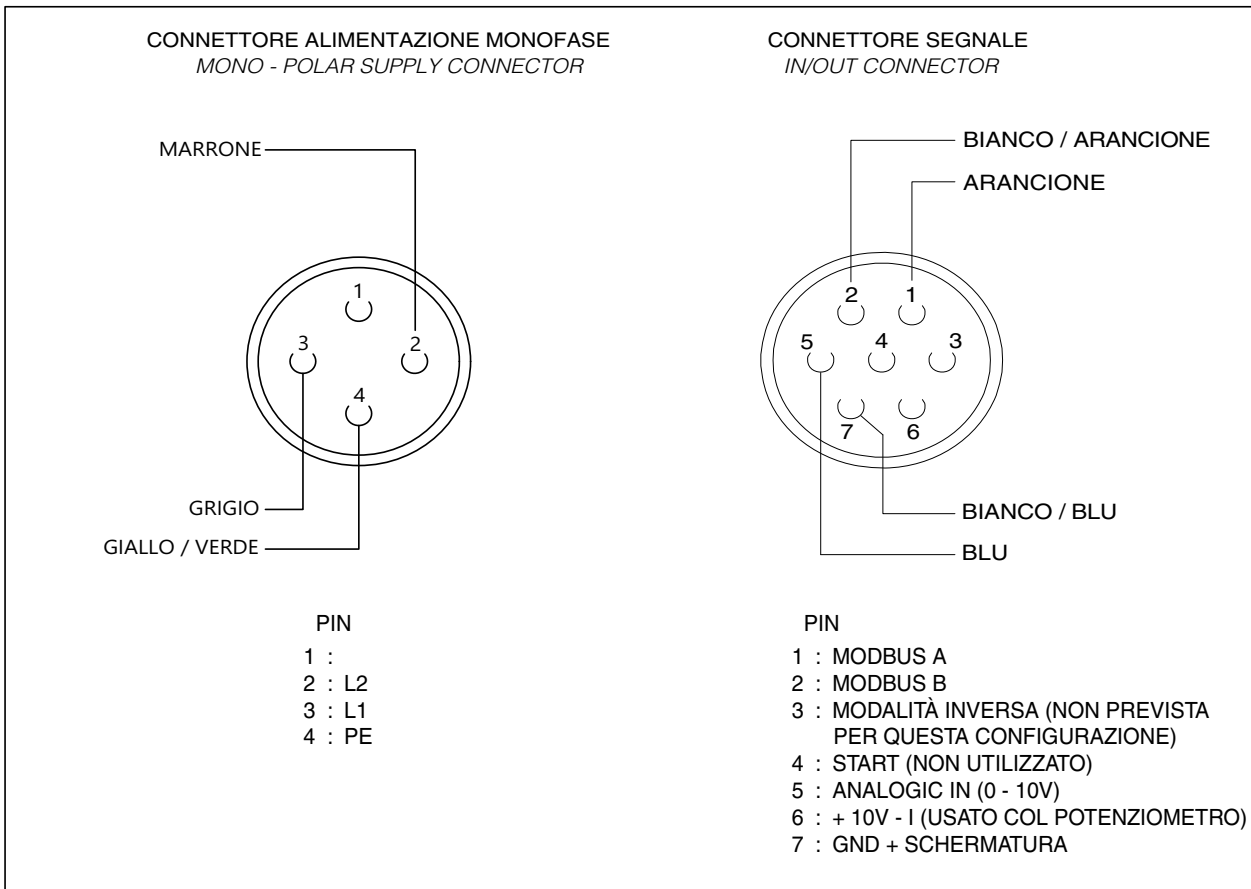 CONNETTORE ALIMENTAZIONE MONOFASE
MONO - POLAR SUPPLY CONNECTOR
MARRONE
1
3
2
4
GRIGIO
GIALLO / VERDE
PIN
1 :
2 : L2
3 : L1
4 : PE
CONNETTORE SEGNALE
IN/OUT CONNECTOR
BIANCO / ARANCIONE
ARANCIONE
2 1
5 4 3
7 6
BIANCO / BLU
BLU
PIN
1 : MODBUS A
2 : MODBUS B
3 : MODALITÀ INVERSA (NON PREVISTA
PER QUESTA CONFIGURAZIONE)
4 : START (NON UTILIZZATO)
5 : ANALOGIC IN (0 - 10V)
6 : + 10V - I (USATO COL POTENZIOMETRO)
7 : GND + SCHERMATURA